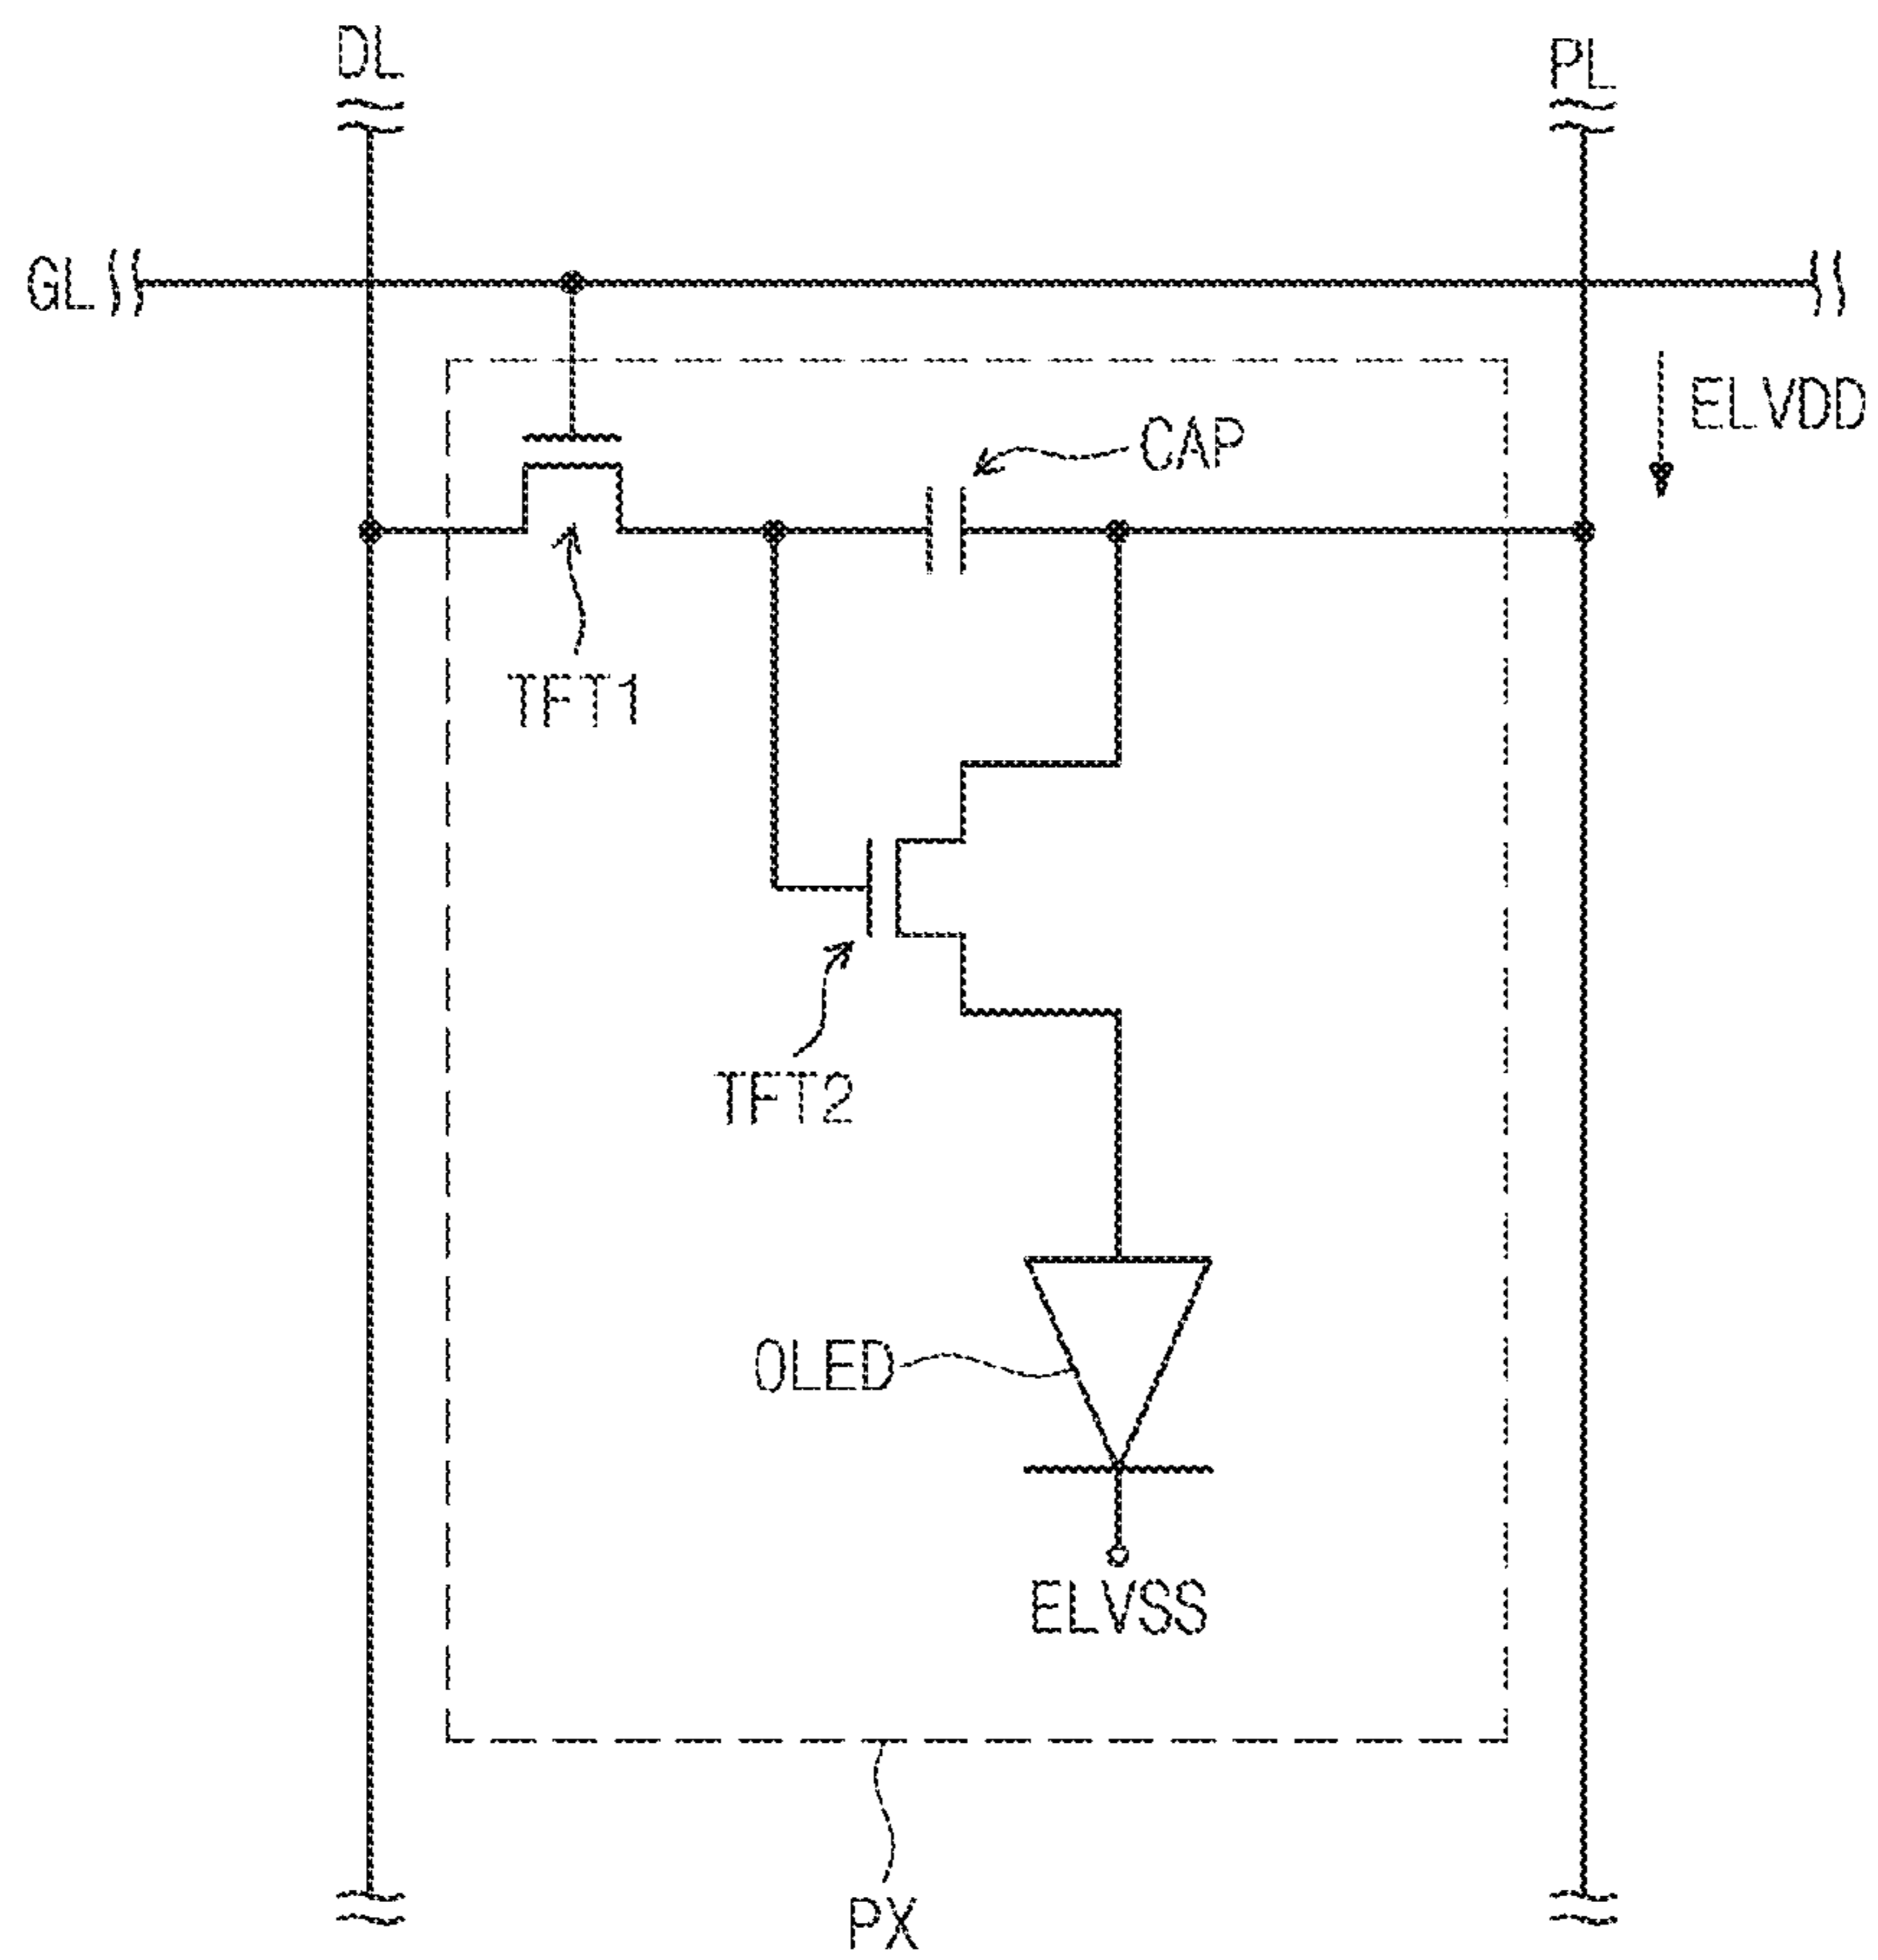 DL
PL
GL
ELVDD
CAP
TFT1
TFT2
OLED
ELVSS
PX